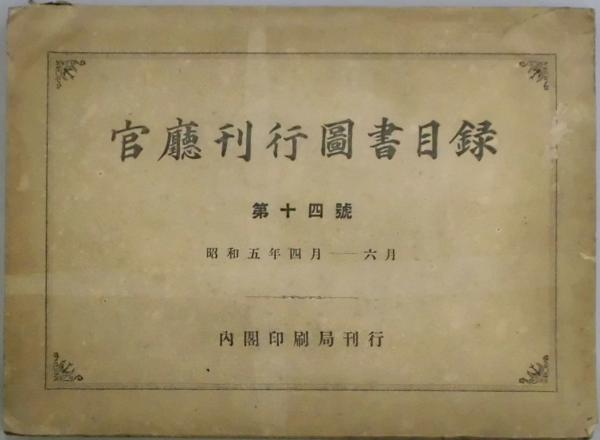 官廳刊行圖書目録
第十四號
昭和五年四月——六月
內閣印刷局刊行